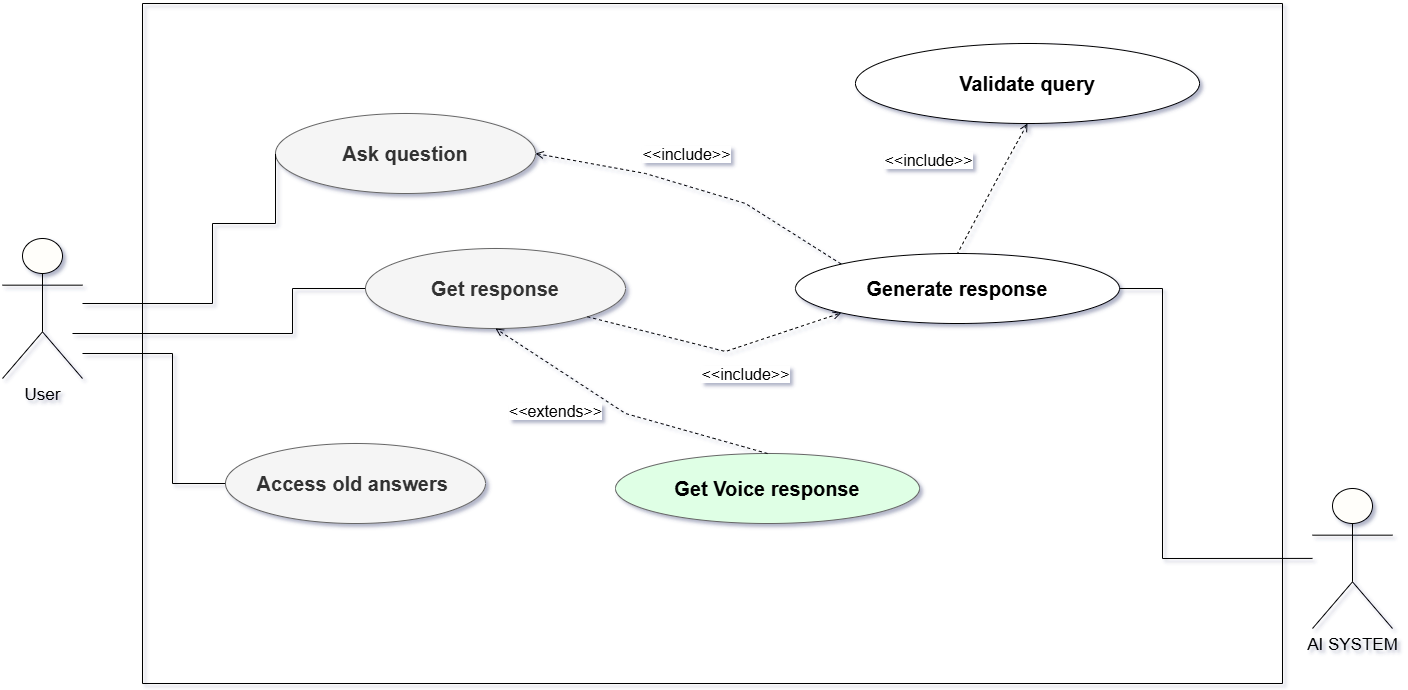 Validate query
Ask question
<<include>>
<<include>>
Get response
Generate response
<<include>>
User
<<extends>>
Access old answers
Get Voice response
AI SYSTEM